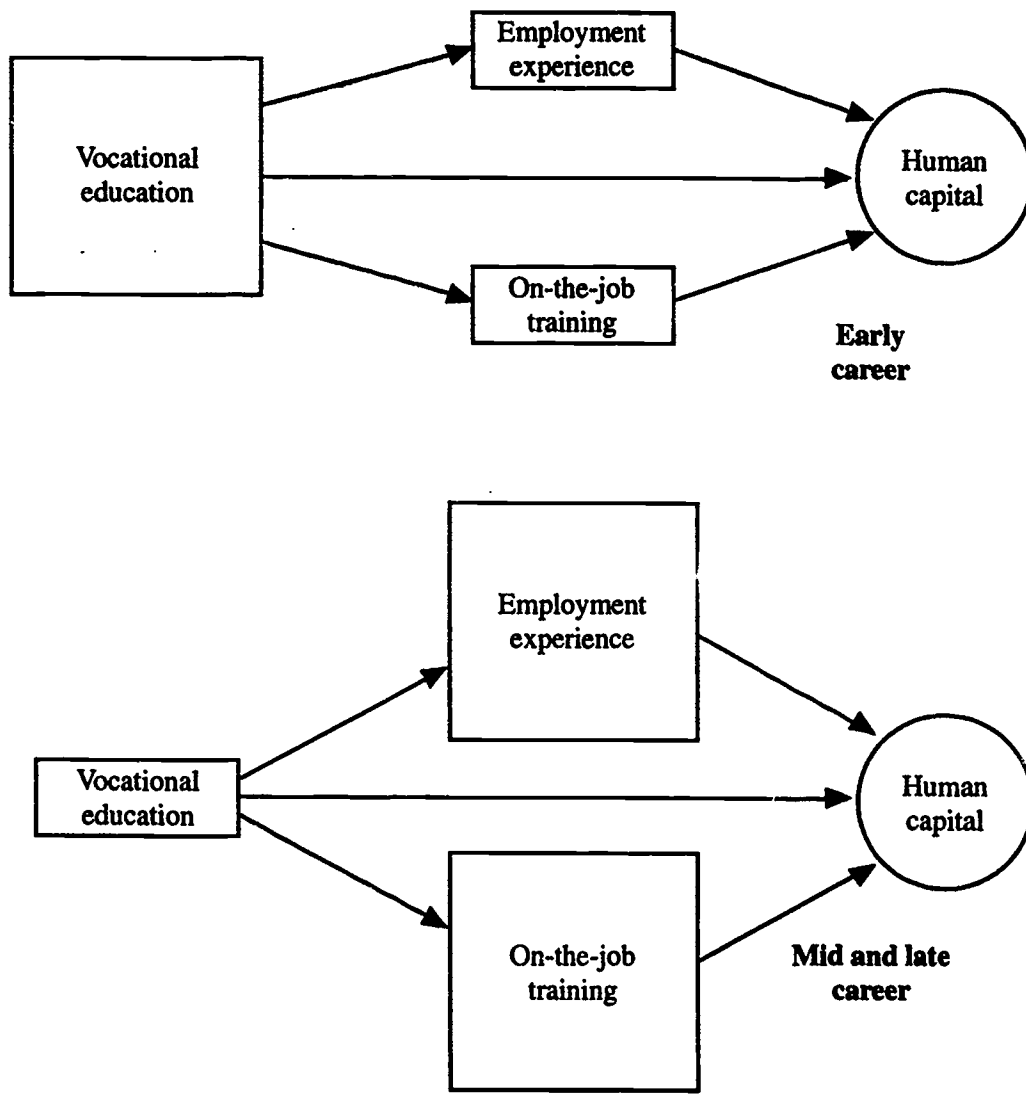 Employment
experience
Vocational
education
Human
capital
On-the-job
training
Early
career
Employment
experience
Vocational
education
Human
capital
On-the-job
training
Mid and late
career